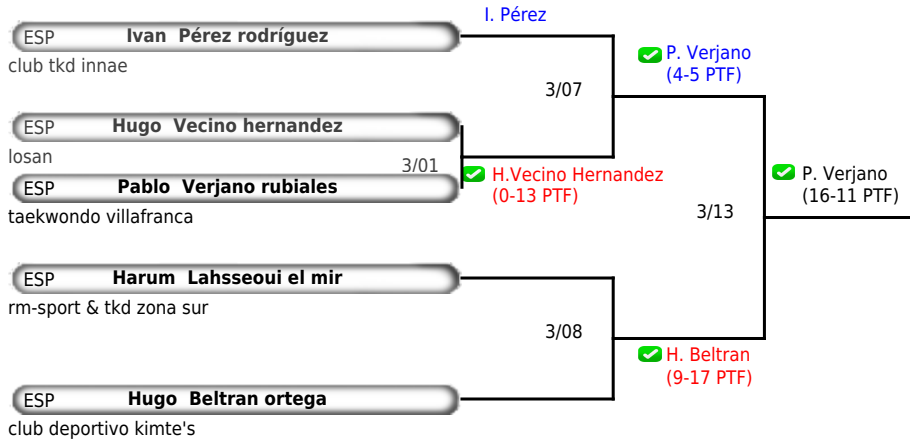 I. Pérez
ESP Ivan Pérez rodríguez
club tkd innae
P. Verjano
(4-5 PTF)
3/07
ESP Hugo Vecino hernandez
losan
3/01
H.Vecino Hernandez
(0-13 PTF)
P. Verjano
(16-11 PTF)
ESP Pablo Verjano rubiales
taekwondo villafranca
3/13
ESP Harum Lahsseoui el mir
rm-sport & tkd zona sur
3/08
H. Beltran
(9-17 PTF)
ESP Hugo Beltran ortega
club deportivo kimte's